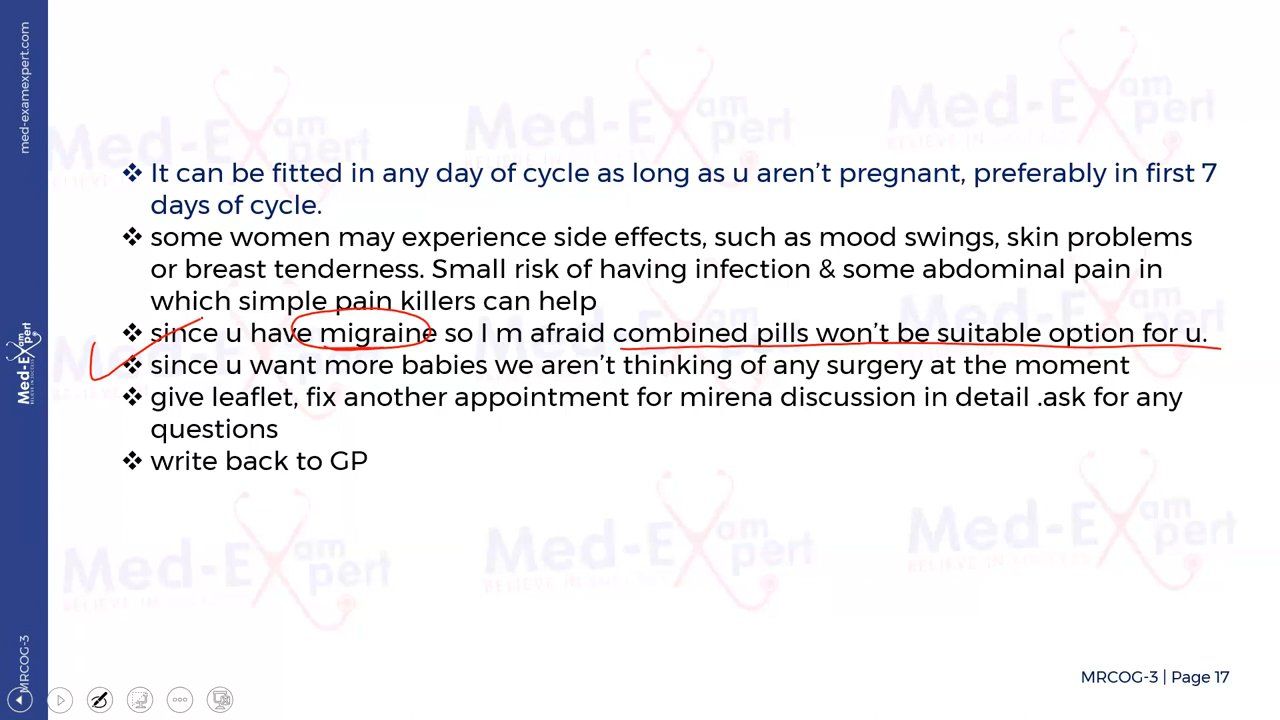 med-examexpert.com
Med-Exam Expert
MRCOG-3
❖ It can be fitted in any day of cycle as long as u aren't pregnant, preferably in first 7
days of cycle.
❖ some women may experience side effects, such as mood swings, skin problems
or breast tenderness. Small risk of having infection & some abdominal pain in
which simple pain killers can help
❖ since u have migraine so I m afraid combined pills won't be suitable option for u.
❖ since u want more babies we aren't thinking of any surgery at the moment
❖ give leaflet, fix another appointment for mirena discussion in detail .ask for any
questions
❖ write back to GP
MRCOG-3 | Page 17